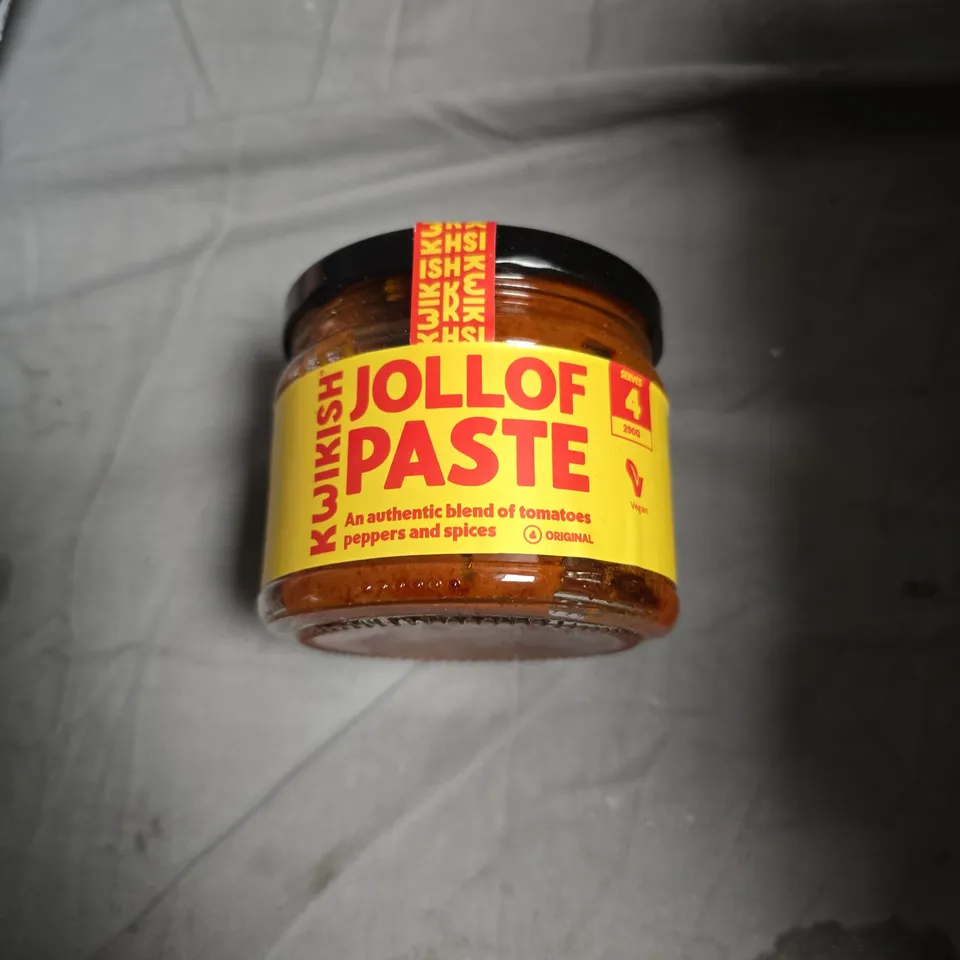 KWIKISH
JOLLOF
PASTE
An authentic blend of tomatoes
peppers and spices
ORIGINAL
SERVES
4
290G
Vegan